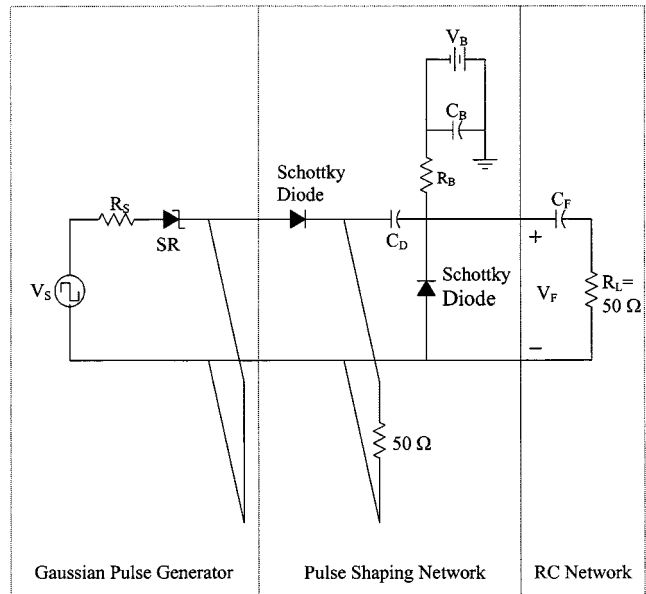 V_B
C_B
Schottky
Diode
R_B
R_S
C_F
SR
C_D
+
Schottky
Diode
V_S
V_F
R_L=
50 Ω
−
50 Ω
Gaussian Pulse Generator
Pulse Shaping Network
RC Network